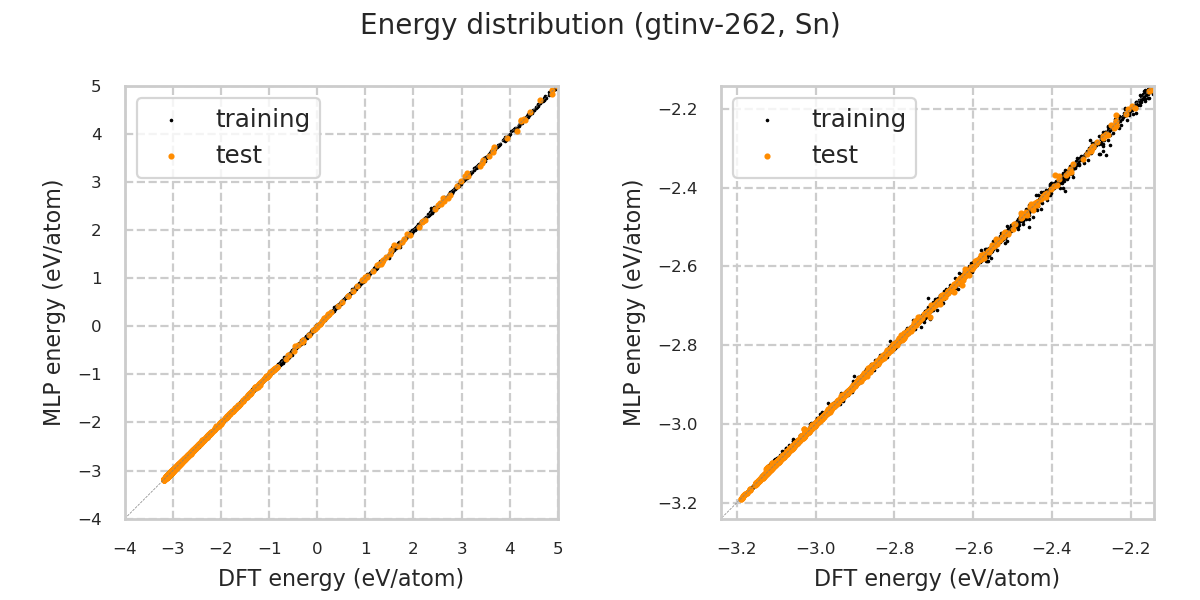 Energy distribution (gtinv-262, Sn)
training
test
MLP energy (eV/atom)
5
4
3
2
1
0
−1
−2
−3
−4
−4 −3 −2 −1 0 1 2 3 4 5
DFT energy (eV/atom)
training
test
MLP energy (eV/atom)
−2.2
−2.4
−2.6
−2.8
−3.0
−3.2
−3.2 −3.0 −2.8 −2.6 −2.4 −2.2
DFT energy (eV/atom)